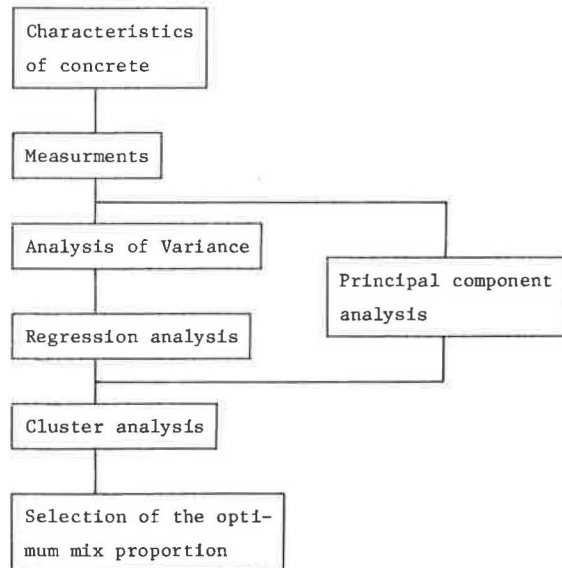 Characteristics
of concrete
Measurments
Analysis of Variance
Principal component
analysis
Regression analysis
Cluster analysis
Selection of the opti-
mum mix proportion